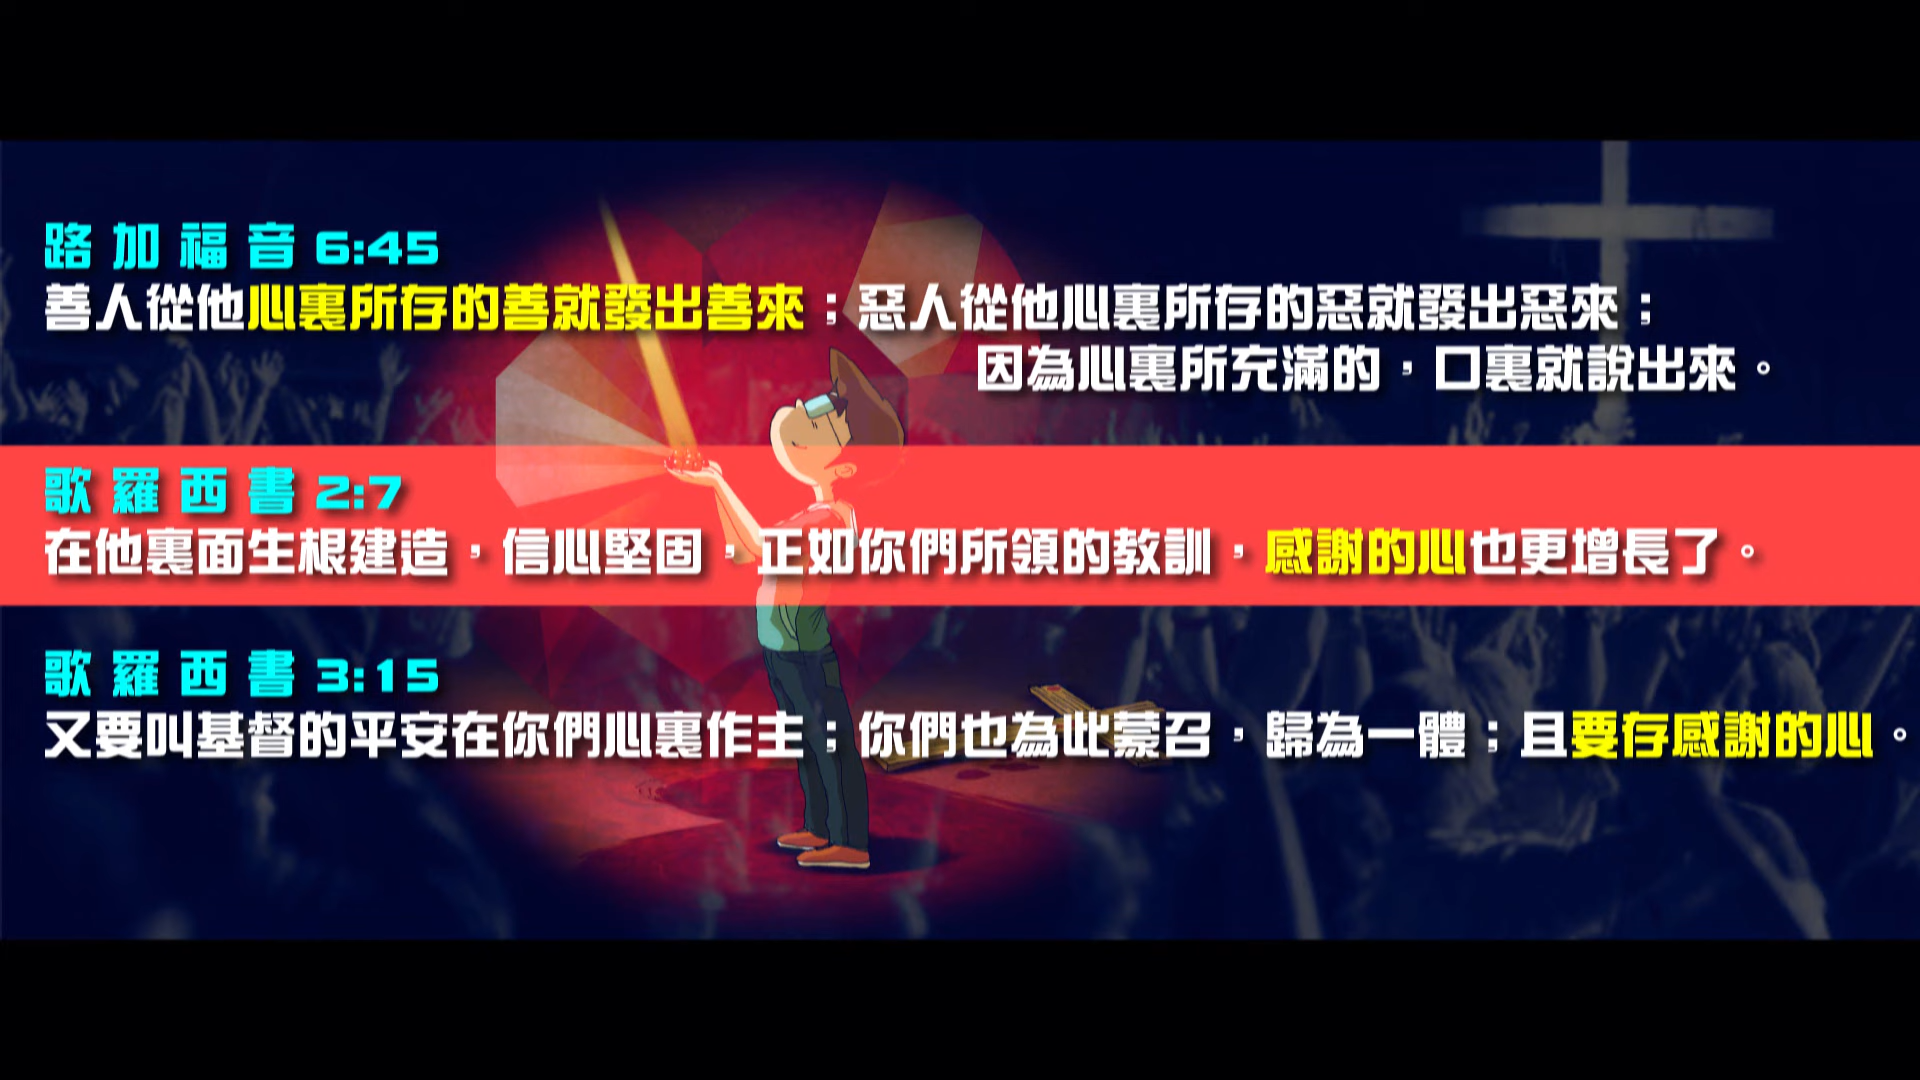 路加福音 6:45
善人從他心裏所存的善就發出善來；惡人從他心裏所存的惡就發出惡來；
因為心裏所充滿的，口裏就說出來。
歌羅西書 2:7
在他裏面生根建造，信心堅固，正如你們所領的教訓，感謝的心也更增長了。
歌羅西書 3:15
又要叫基督的平安在你們心裏作主；你們也為此蒙召，歸為一體；且要存感謝的心。